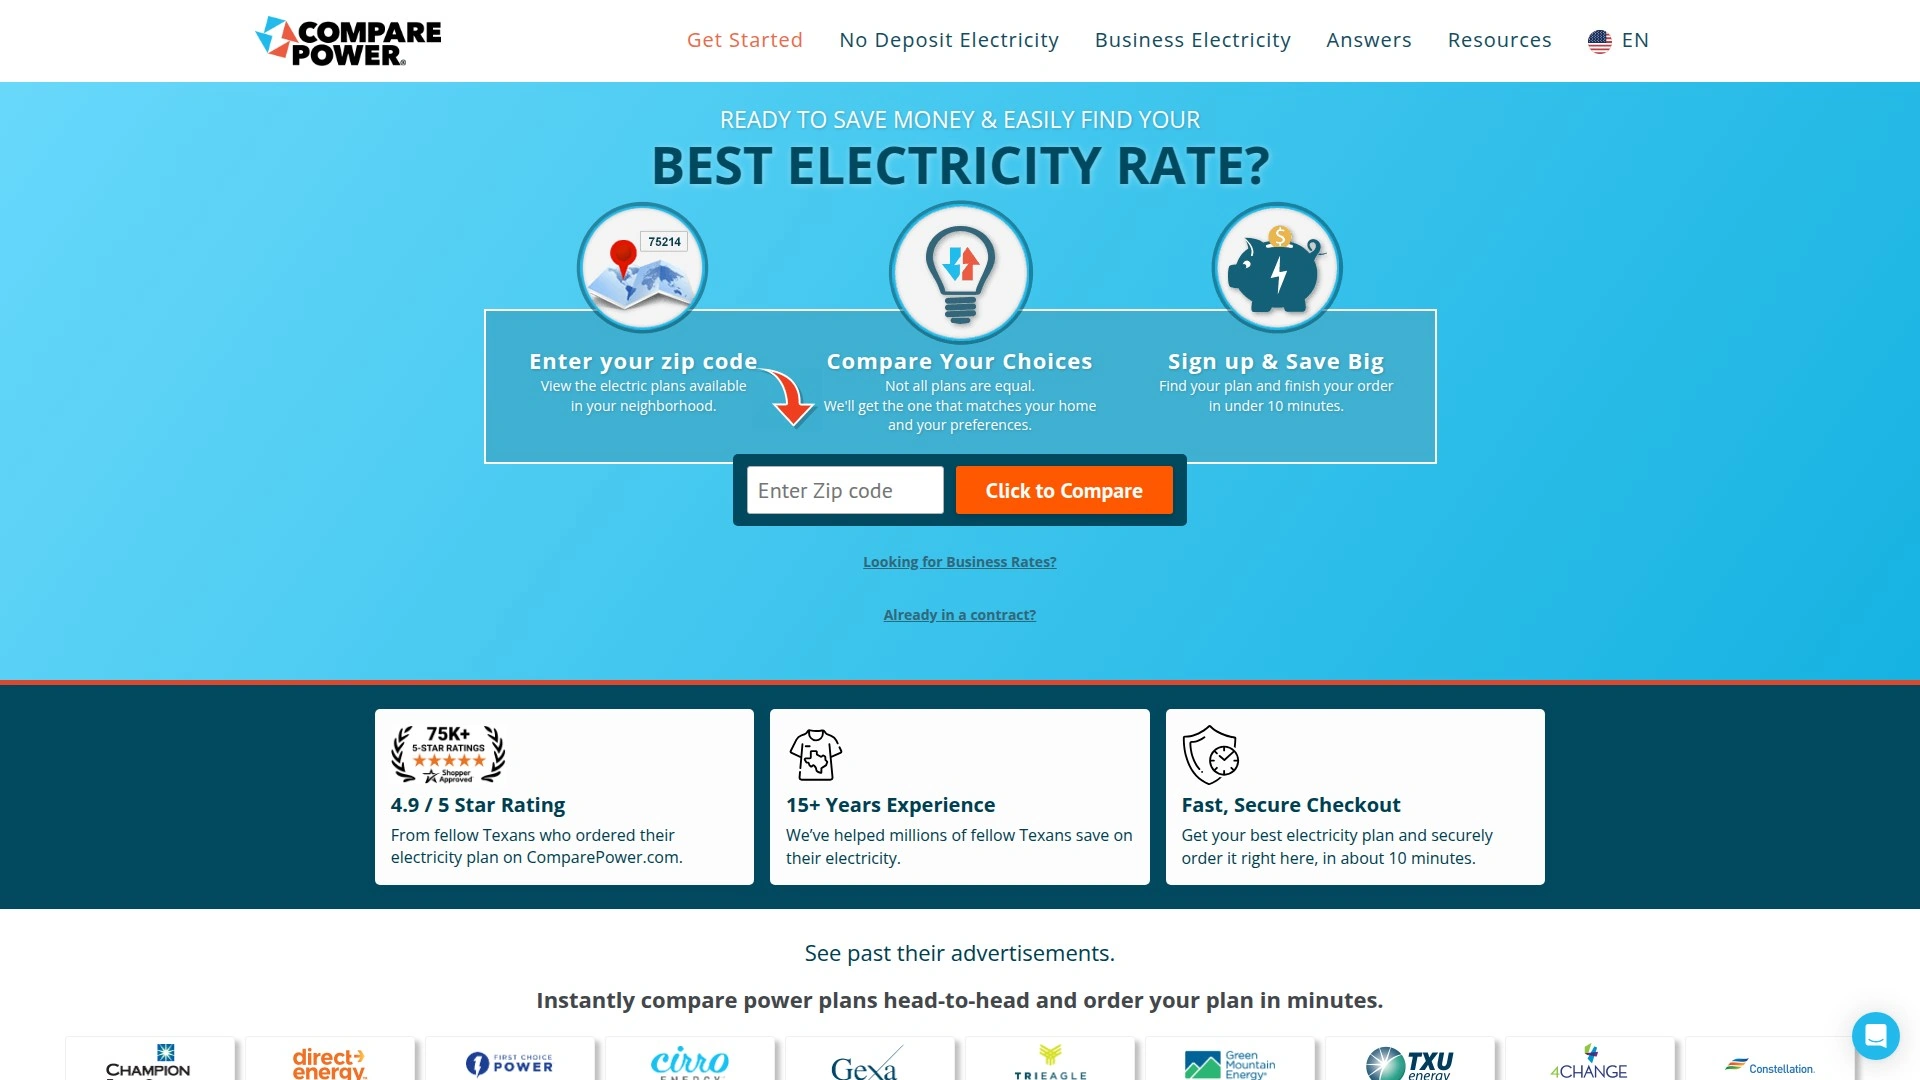 COMPARE
POWER
Get Started
No Deposit Electricity
Business Electricity
Answers
Resources
EN
READY TO SAVE MONEY & EASILY FIND YOUR
BEST ELECTRICITY RATE?
75214
$
Enter your zip code
View the electric plans available
in your neighborhood.
Compare Your Choices
Not all plans are equal.
We'll get the one that matches your home
and your preferences.
Sign up & Save Big
Find your plan and finish your order
in under 10 minutes.
Enter Zip code
Click to Compare
Looking for Business Rates?
Already in a contract?
75K+
5-STAR RATINGS
Shopper
Approved
4.9 / 5 Star Rating
From fellow Texans who ordered their
electricity plan on ComparePower.com.
15+ Years Experience
We’ve helped millions of fellow Texans save on
their electricity.
Fast, Secure Checkout
Get your best electricity plan and securely
order it right here, in about 10 minutes.
See past their advertisements.
Instantly compare power plans head-to-head and order your plan in minutes.
CHAMPION
direct
energy
FIRST CHOICE
POWER
cirro
ENERGY
Gexa
TRIEAGLE
Green
Mountain
Energy
TXU
energy
4CHANGE
Constellation.